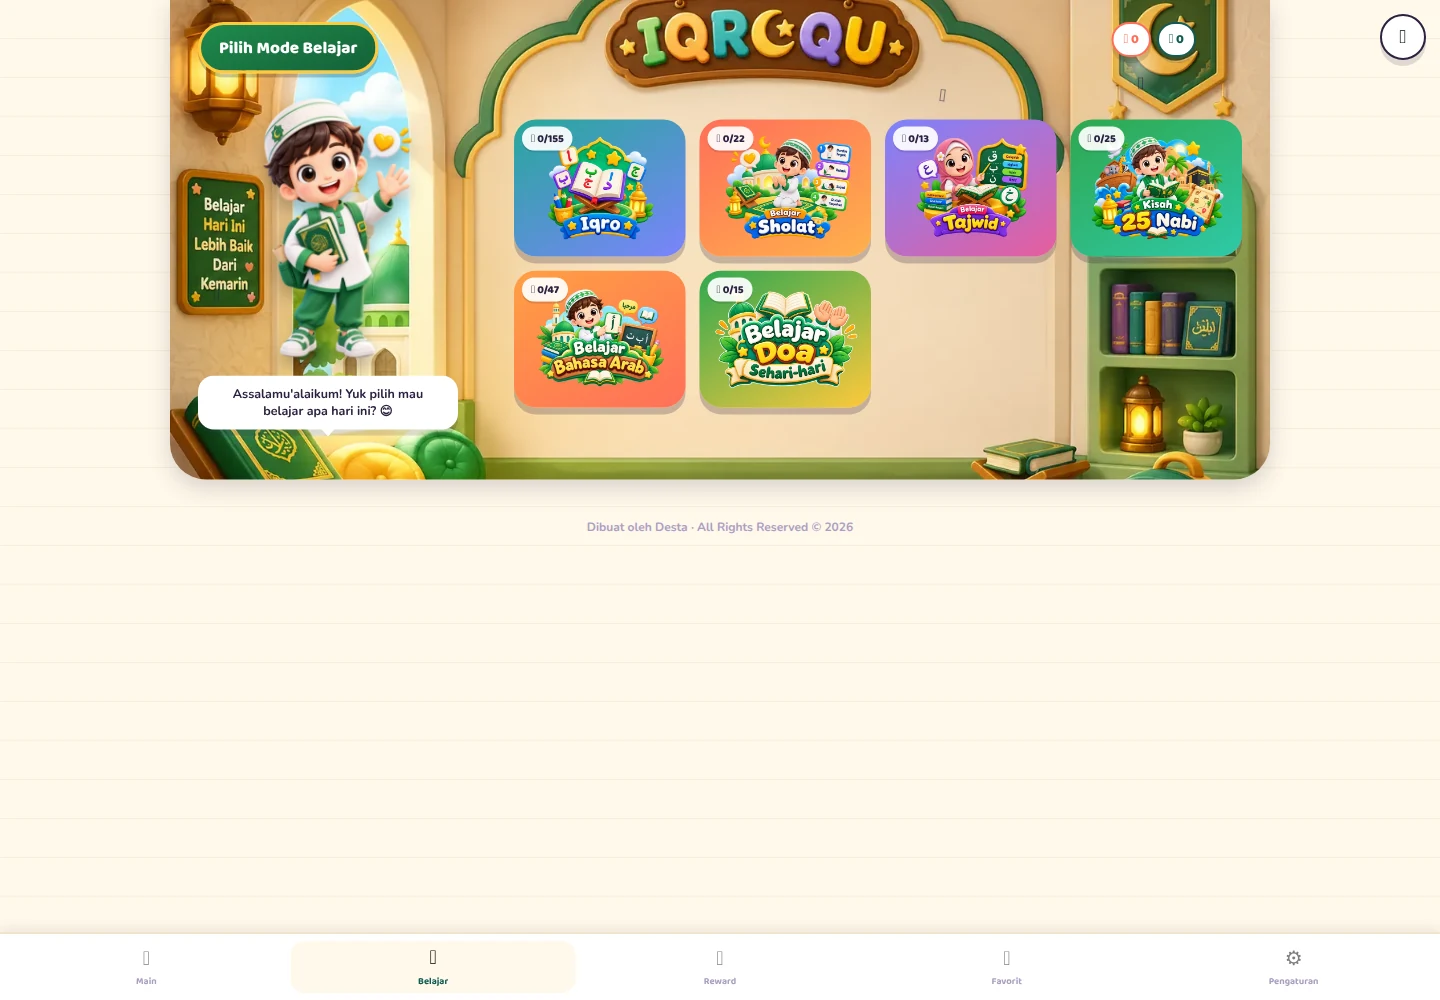 Pilih Mode Belajar
IQROQU
0
0
Belajar
Hari Ini
Lebih Baik
Dari
Kemarin
0/155
Iqro
0/22
Belajar
Sholat
0/13
Belajar
Tajwid
0/25
Kisah
25 Nabi
0/47
Belajar
Bahasa Arab
0/15
Belajar
Doa
Sehari-hari
Assalamu'alaikum! Yuk pilih mau
belajar apa hari ini? 😊
Dibuat oleh Desta · All Rights Reserved © 2026
Main
Belajar
Reward
Favorit
Pengaturan